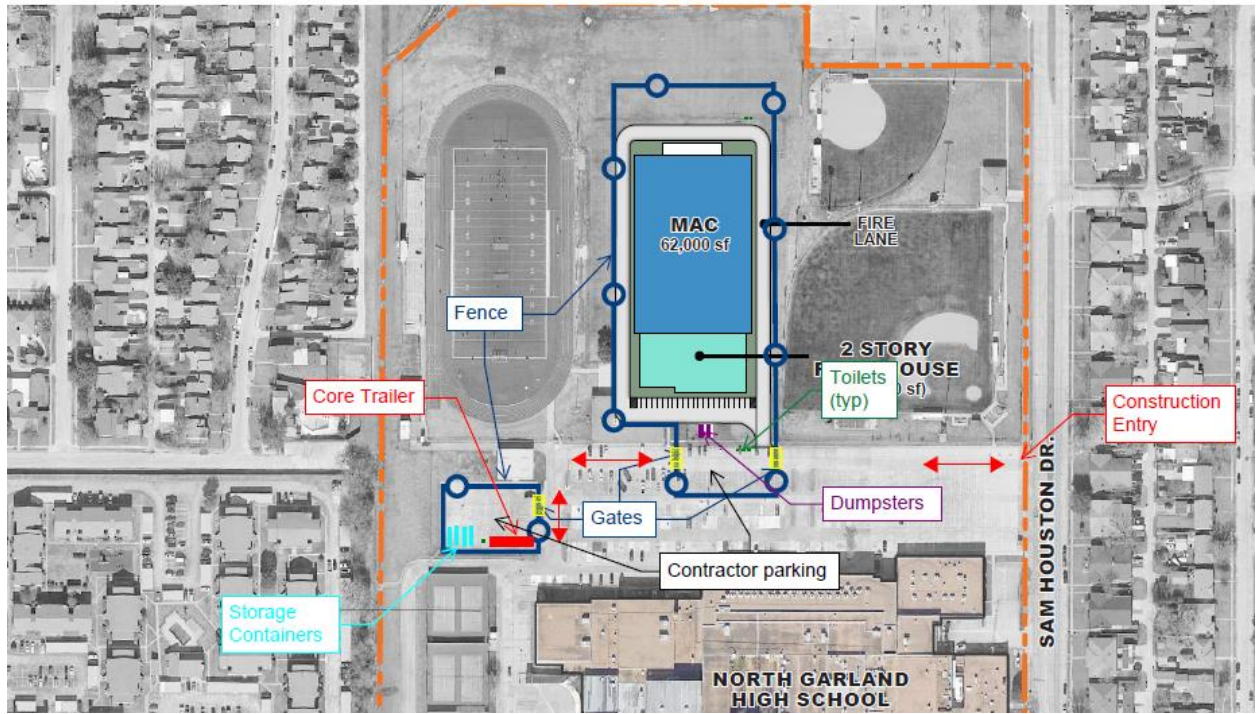 MAC
62,000 sf
FIRE
LANE
Fence
2 STORY
Toilets
(typ)
sf)
Core Trailer
Construction
Entry
Dumpsters
Gates
Contractor parking
Storage
Containers
SAM HOUSTON DR.
NORTH GARLAND
HIGH SCHOOL